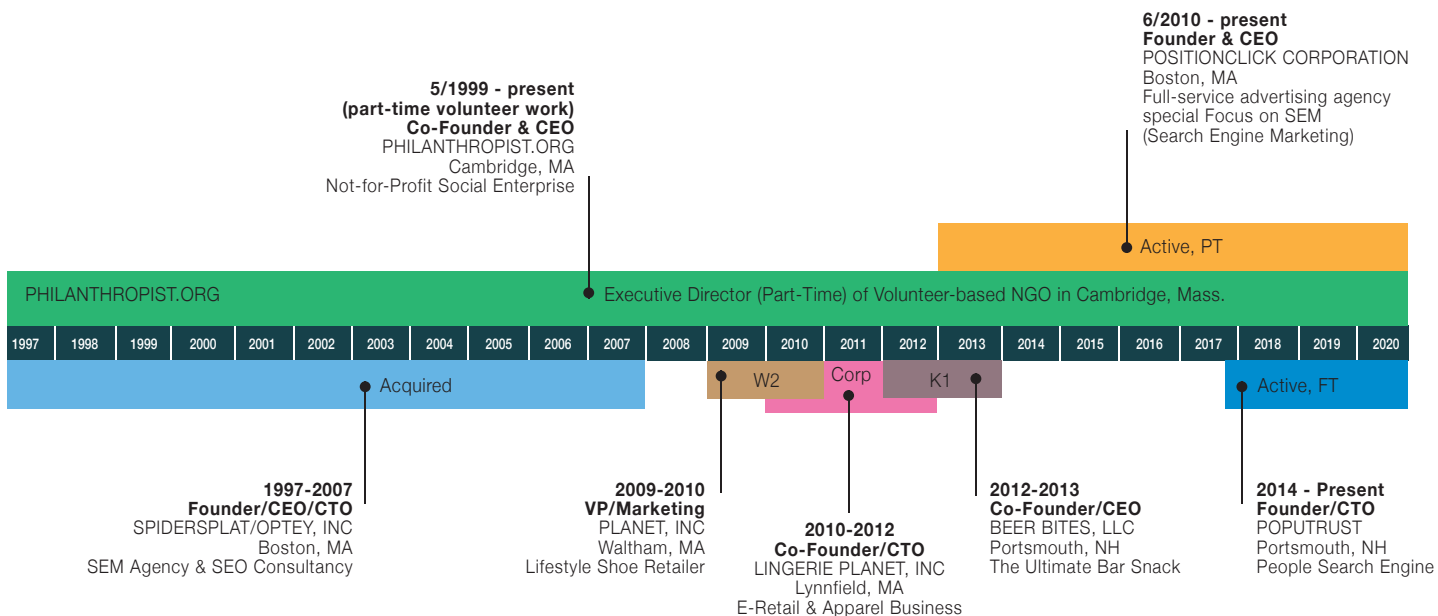 6/2010 - present
Founder & CEO
POSITIONCLICK CORPORATION
Boston, MA
Full-service advertising agency
special Focus on SEM
(Search Engine Marketing)
5/1999 - present
(part-time volunteer work)
Co-Founder & CEO
PHILANTHROPIST.ORG
Cambridge, MA
Not-for-Profit Social Enterprise
Active, PT
PHILANTHROPIST.ORG
Executive Director (Part-Time) of Volunteer-based NGO in Cambridge, Mass.
1997 1998 1999 2000 2001 2002 2003 2004 2005 2006 2007 2008 2009 2010 2011 2012 2013 2014 2015 2016 2017 2018 2019 2020
Acquired
W2
Corp
K1
Active, FT
1997-2007
Founder/CEO/CTO
SPIDERSPLAT/OPTEY, INC
Boston, MA
SEM Agency & SEO Consultancy
2009-2010
VP/Marketing
PLANET, INC
Waltham, MA
Lifestyle Shoe Retailer
2010-2012
Co-Founder/CTO
LINGERIE PLANET, INC
Lynnfield, MA
E-Retail & Apparel Business
2012-2013
Co-Founder/CEO
BEER BITES, LLC
Portsmouth, NH
The Ultimate Bar Snack
2014 - Present
Founder/CTO
POPUTRUST
Portsmouth, NH
People Search Engine